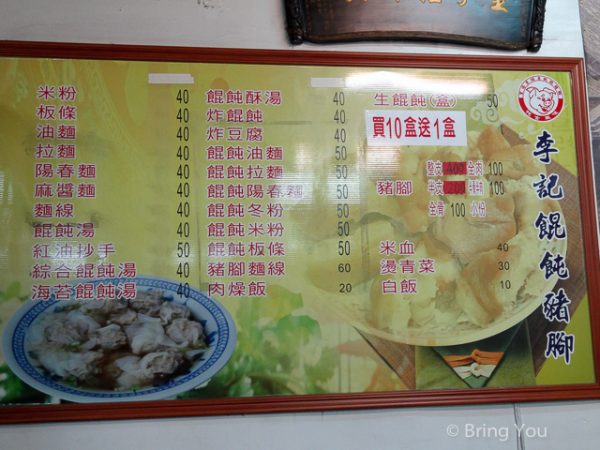 米粉 40
板條 40
油麵 40
拉麵 40
陽春麵 40
麻醬麵 40
麵線 40
餛飩湯 40
紅油抄手 50
綜合餛飩湯 40
海苔餛飩湯 40
餛飩酥湯 40
炸餛飩 40
炸豆腐 40
餛飩油麵 50
餛飩拉麵 50
餛飩陽春麵 50
餛飩冬粉 50
餛飩米粉 50
餛飩板條 50
豬腳麵線 60
肉燥飯 20
生餛飩(盒) 50
買10盒送1盒
豬腳
全肉 100
全骨 100
米血 40
燙青菜 30
白飯 10
李記餛飩豬腳
© Bring You